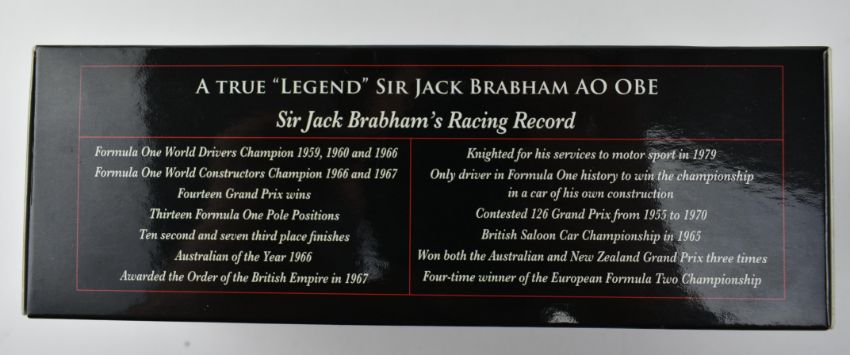 A TRUE “LEGEND” SIR JACK BRABHAM AO OBE
Sir Jack Brabham's Racing Record
Formula One World Drivers Champion 1959, 1960 and 1966
Formula One World Constructors Champion 1966 and 1967
Fourteen Grand Prix wins
Thirteen Formula One Pole Positions
Ten second and seven third place finishes
Australian of the Year 1966
Awarded the Order of the British Empire in 1967
Knighted for his services to motor sport in 1979
Only driver in Formula One history to win the championship
in a car of his own construction
Contested 126 Grand Prix from 1955 to 1970
British Saloon Car Championship in 1965
Won both the Australian and New Zealand Grand Prix three times
Four-time winner of the European Formula Two Championship